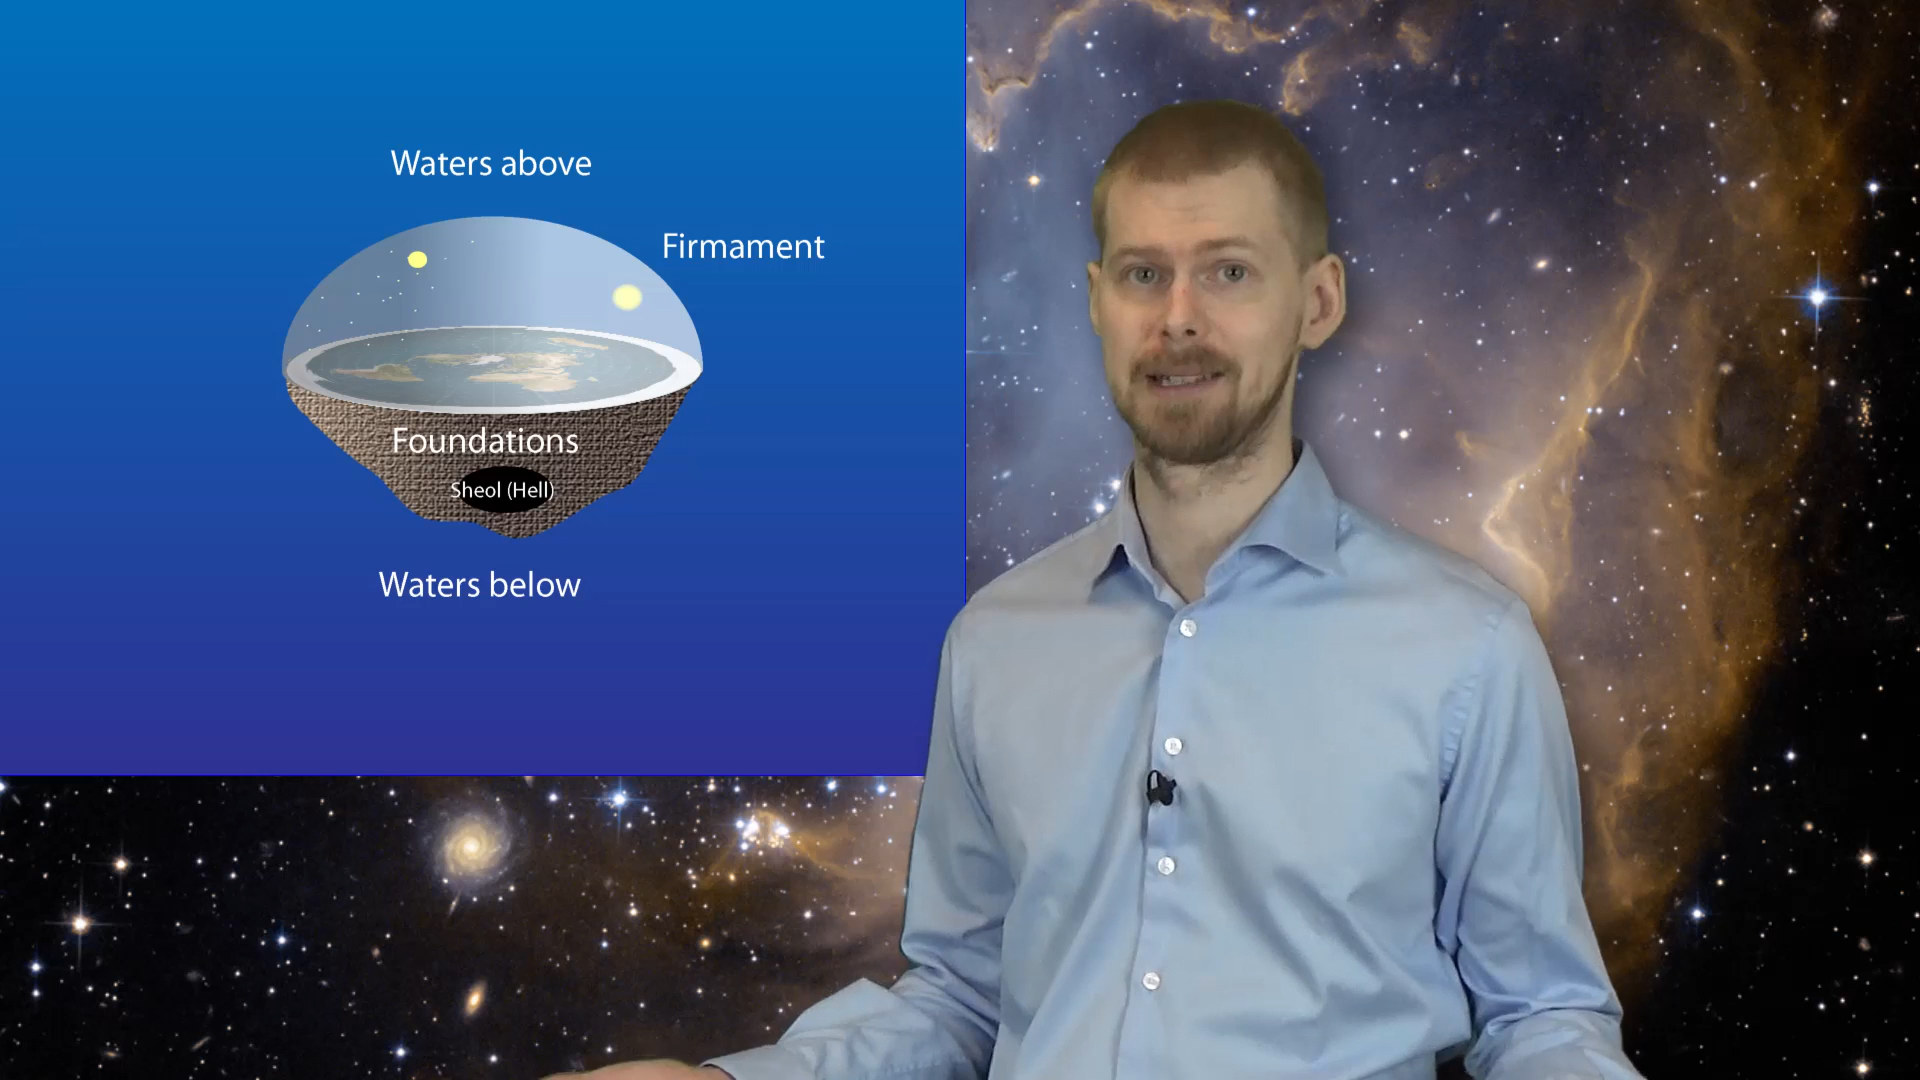 Waters above
Firmament
Foundations
Sheol (Hell)
Waters below